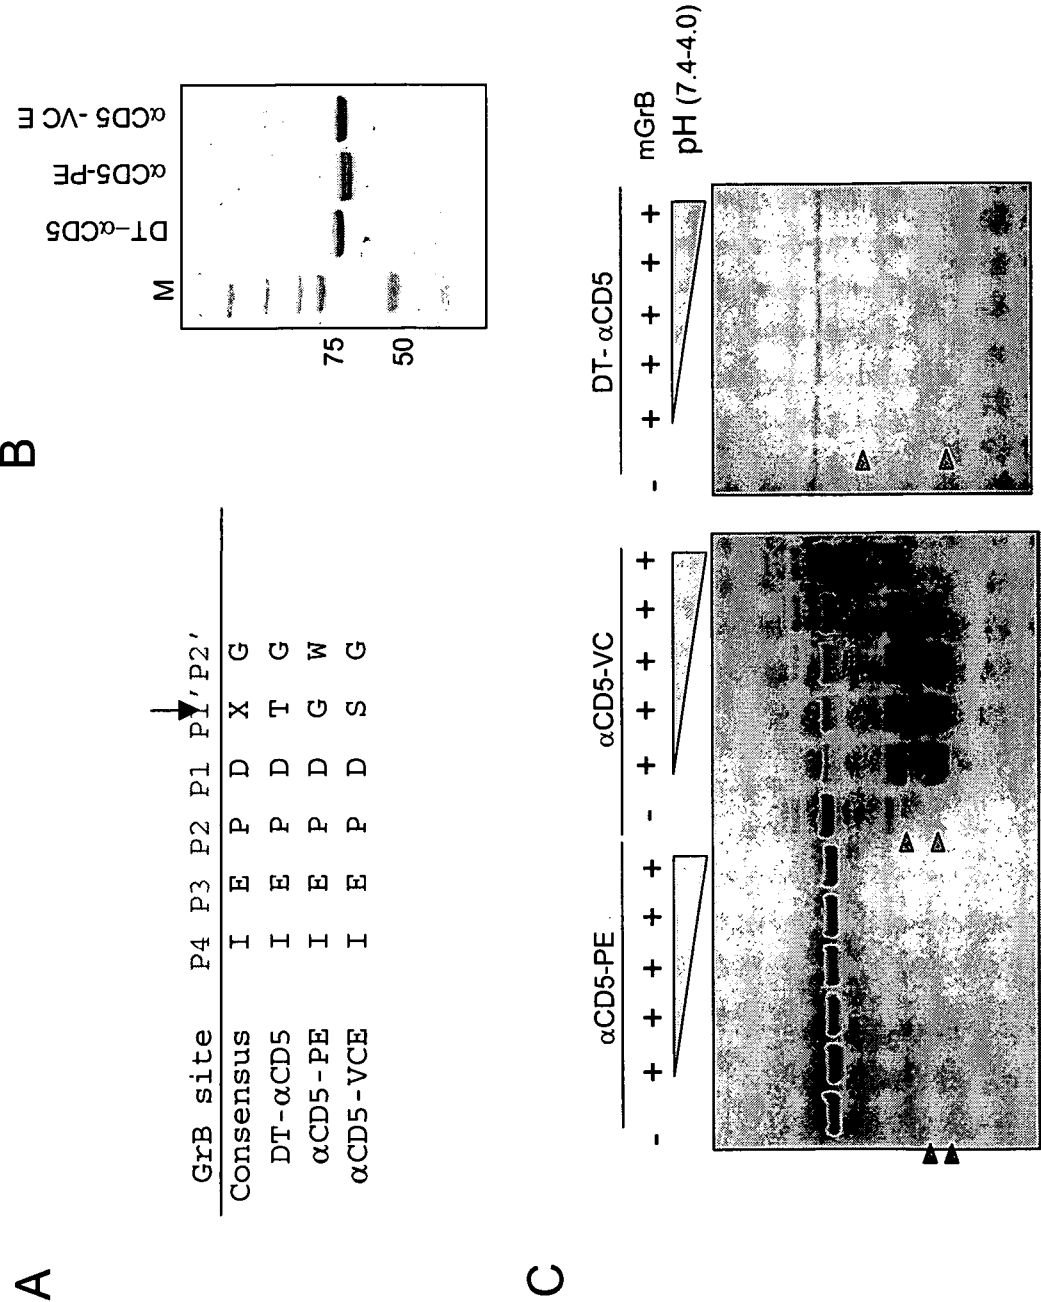 A
GrB site P4 P3 P2 P1 P1' P2'
Consensus I E P D X G
DT-αCD5 I E P D T G
αCD5-PE I E P D G W
αCD5-VCE I E P D S G
B
M DT-αCD5 αCD5-PE αCD5-VC E
75
50
C
αCD5-PE αCD5-VC DT-αCD5
- + + + + + - + + + + + - + + + + + mGrB
pH (7.4-4.0)